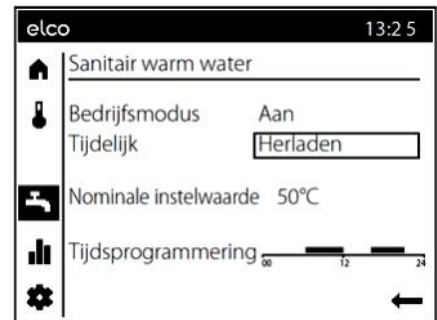 elco 13:25
Sanitair warm water
Bedrijfsmodus Aan
Tijdelijk Herladen
Nominale instelwaarde 50°C
Tijdsprogrammering
00 12 24